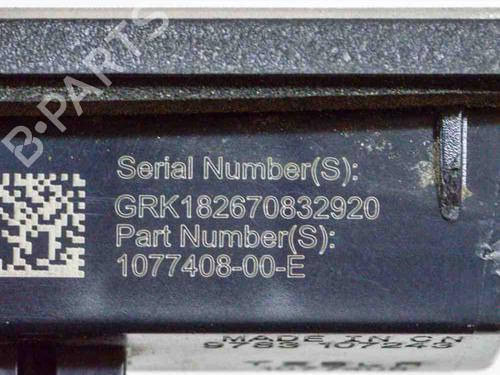 B-PARTS
Serial Number(S):
GRK182670832920
Part Number(S):
1077408-00-E
MADE IN CN